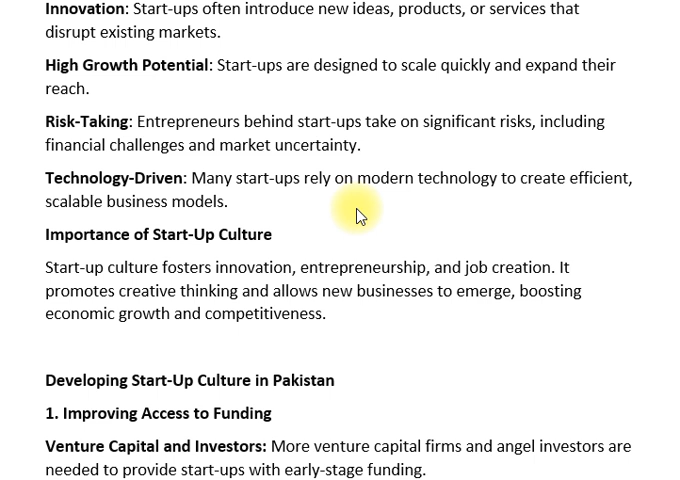 Innovation: Start-ups often introduce new ideas, products, or services that
disrupt existing markets.
High Growth Potential: Start-ups are designed to scale quickly and expand their
reach.
Risk-Taking: Entrepreneurs behind start-ups take on significant risks, including
financial challenges and market uncertainty.
Technology-Driven: Many start-ups rely on modern technology to create efficient,
scalable business models.
Importance of Start-Up Culture
Start-up culture fosters innovation, entrepreneurship, and job creation. It
promotes creative thinking and allows new businesses to emerge, boosting
economic growth and competitiveness.
Developing Start-Up Culture in Pakistan
1. Improving Access to Funding
Venture Capital and Investors: More venture capital firms and angel investors are
needed to provide start-ups with early-stage funding.